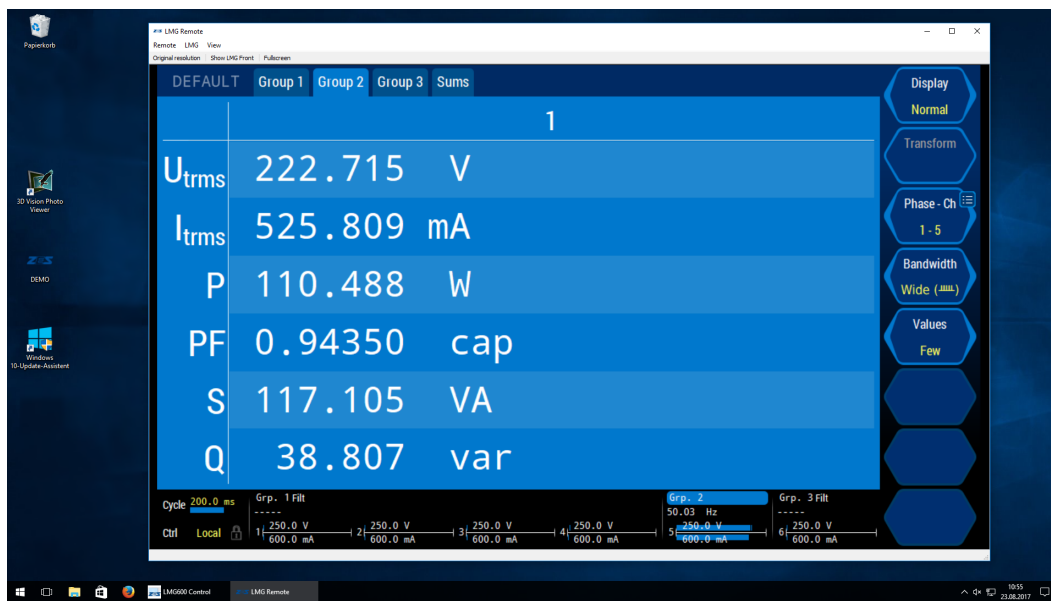 Papierkorb
3D Vision Photo
Viewer
ZES
DEMO
Windows
10-Update-Assistent
ZES LMG Remote
Remote LMG View
Original resolution Show LMG Front Fullscreen
DEFAULT Group 1 Group 2 Group 3 Sums
1
Utrms 222.715 V
Itrms 525.809 mA
P 110.488 W
PF 0.94350 cap
S 117.105 VA
Q 38.807 var
Display
Normal
Transform
Phase - Ch
1 - 5
Bandwidth
Wide
Values
Few
Cycle 200.0 ms
Ctrl Local
Grp. 1 Filt
-----
1 250.0 V 600.0 mA
2 250.0 V 600.0 mA
3 250.0 V 600.0 mA
4 250.0 V 600.0 mA
Grp. 2
50.03 Hz
5 250.0 V 600.0 mA
Grp. 3 Filt
-----
6 250.0 V 600.0 mA
LMG600 Control
LMG Remote
10:55
23.08.2017